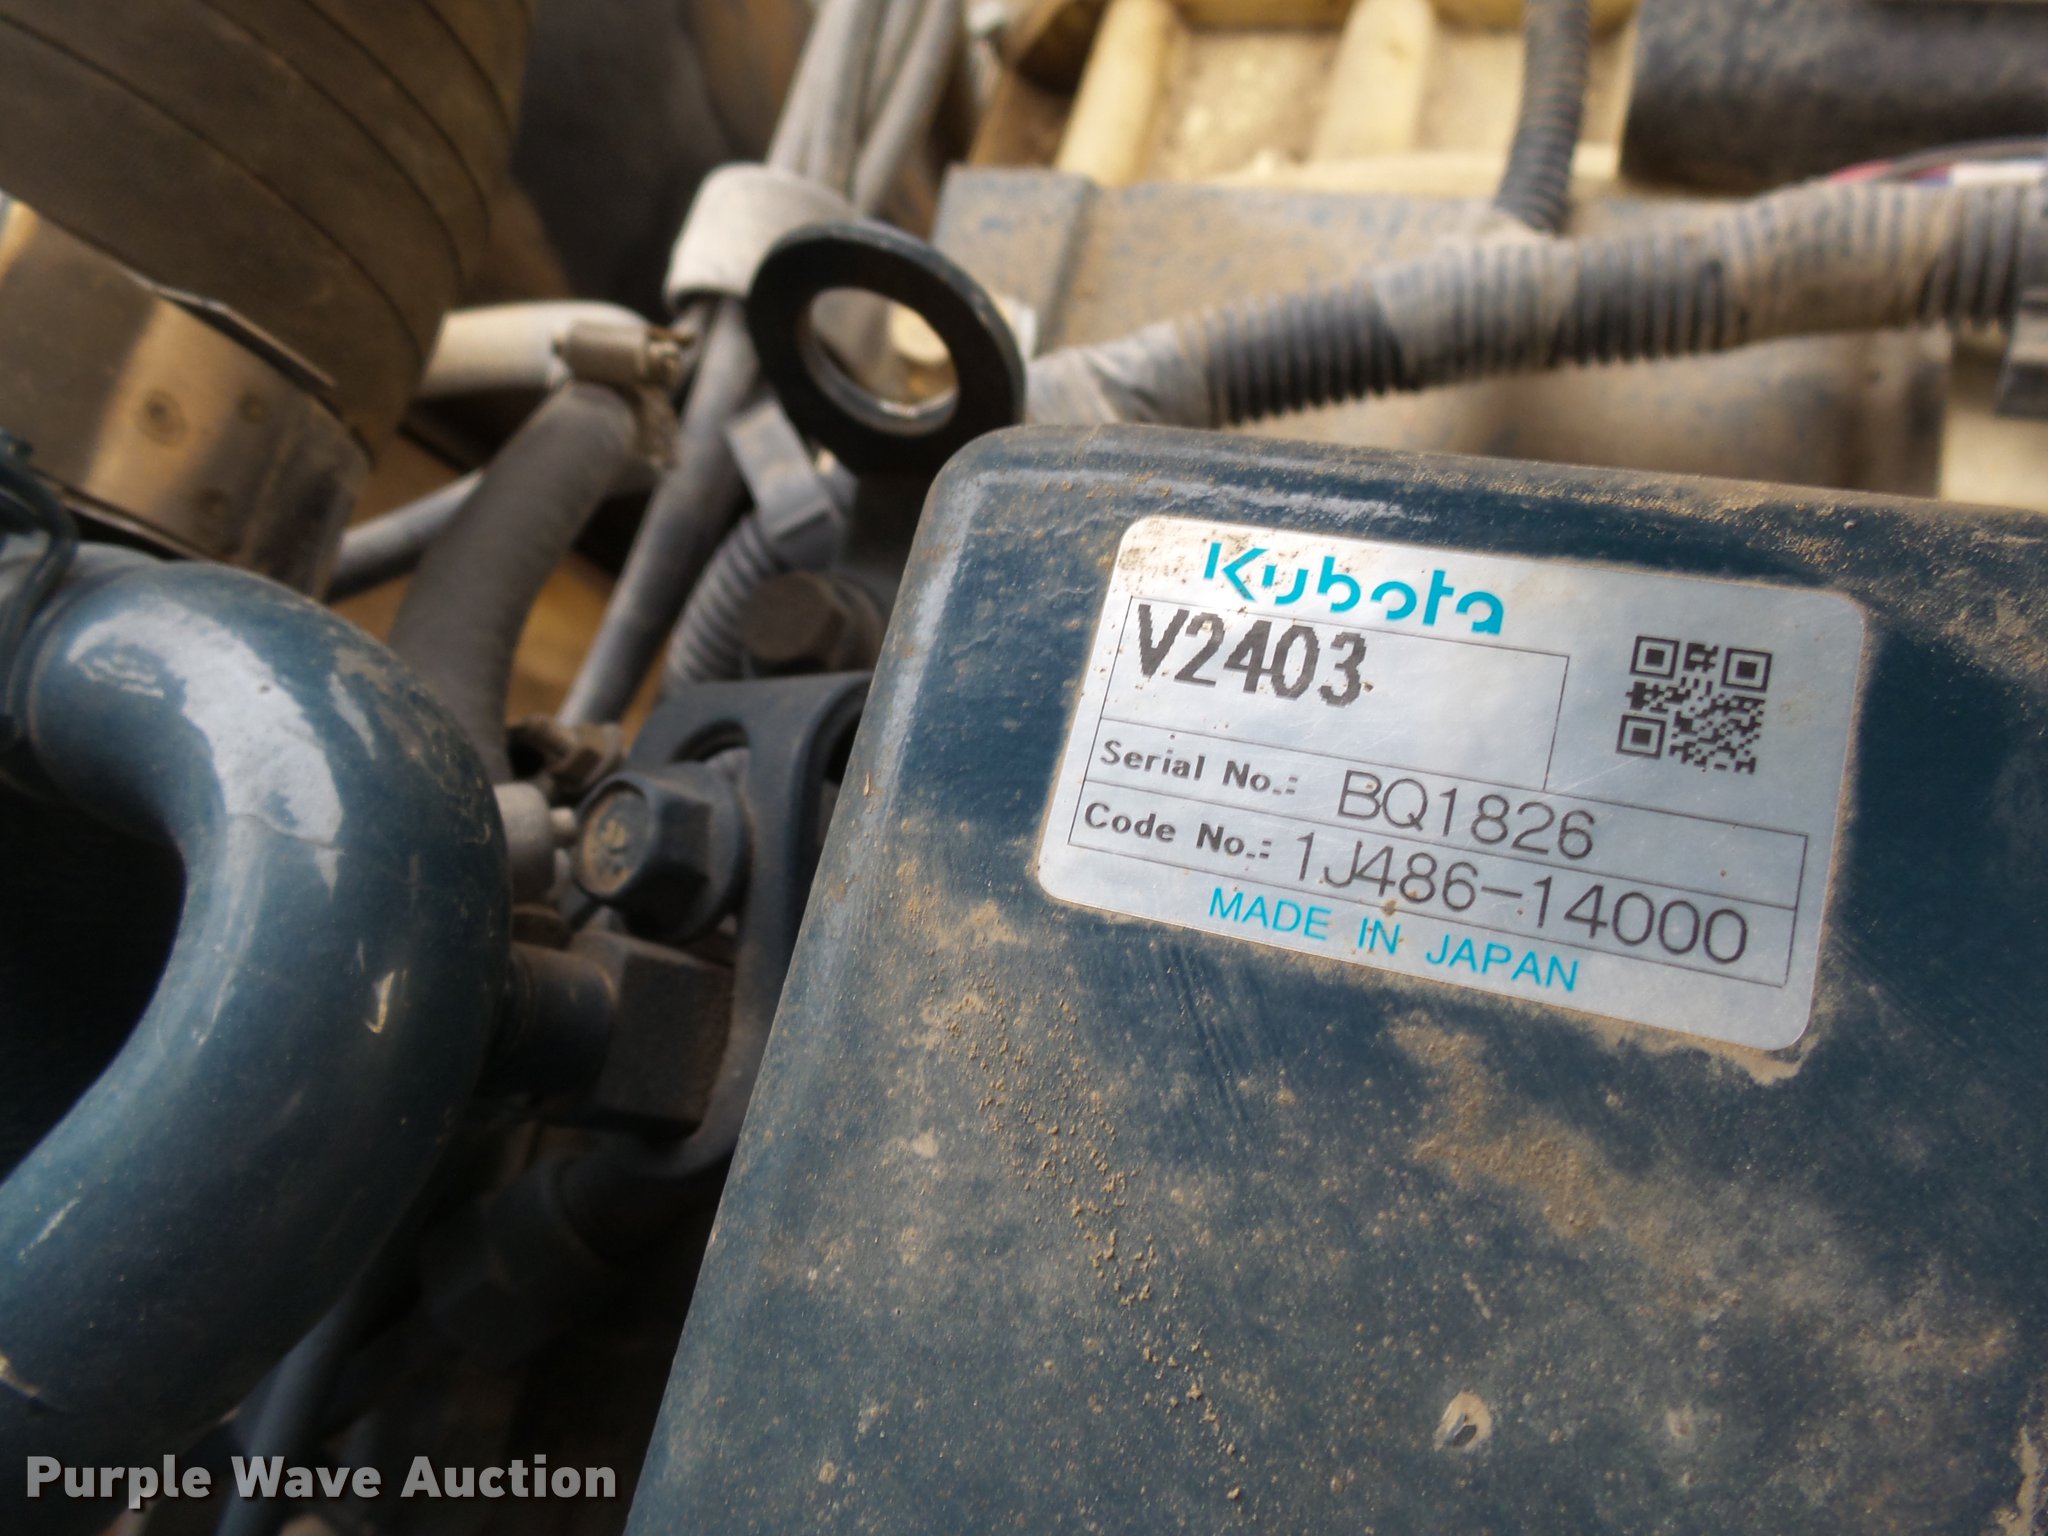 Kubota
V2403
Serial No.: BQ1826
Code No.: 1J486-14000
MADE IN JAPAN
Purple Wave Auction